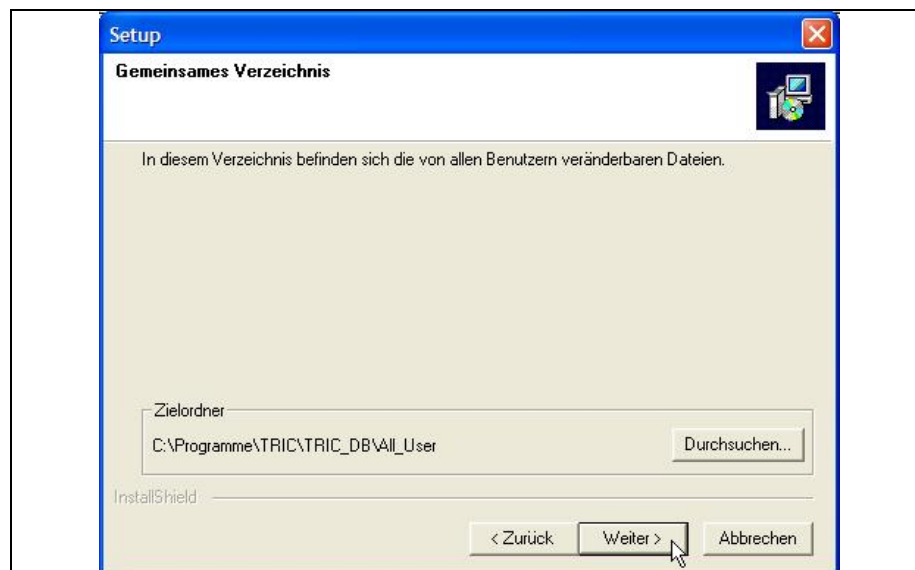 Setup
Gemeinsames Verzeichnis
In diesem Verzeichnis befinden sich die von allen Benutzern veränderbaren Dateien.
Zielordner
C:\Programme\TRIC\TRIC_DB\All_User
Durchsuchen...
InstallShield
< Zurück Weiter > Abbrechen